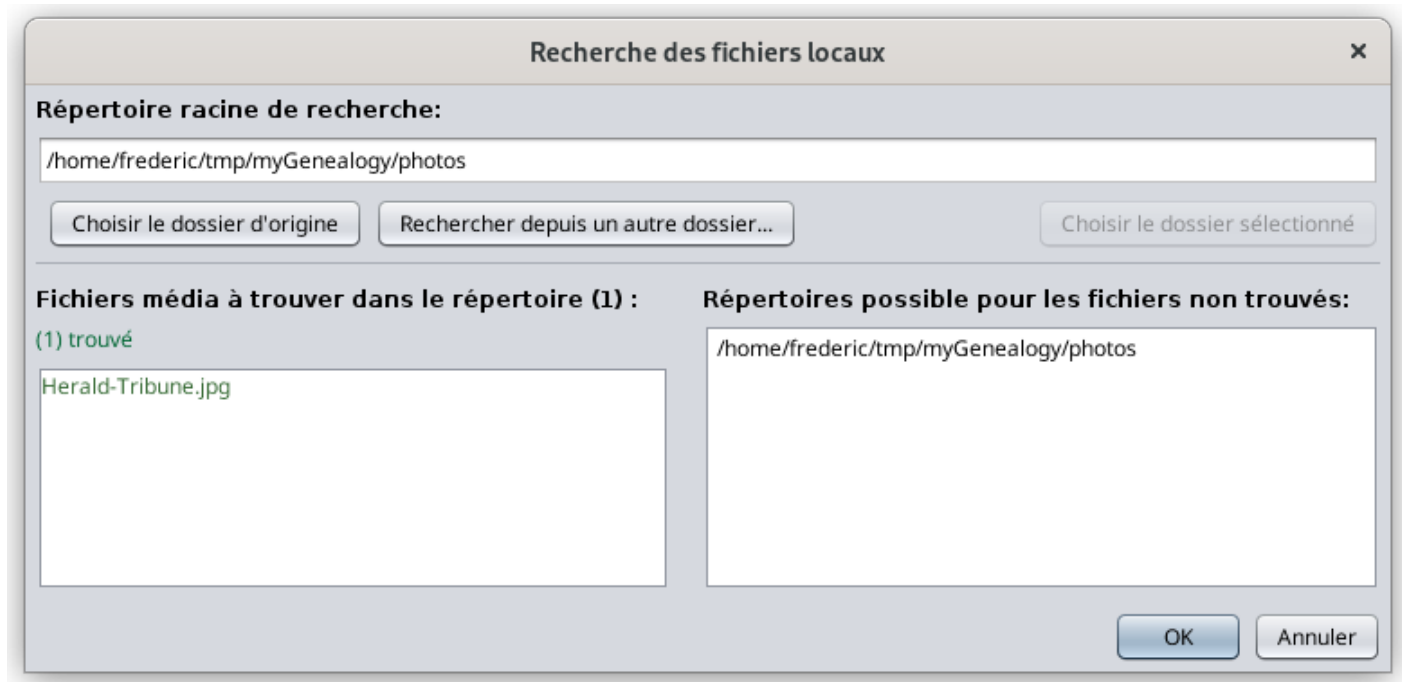 Recherche des fichiers locaux ×
Répertoire racine de recherche:
/home/frederic/tmp/myGenealogy/photos
Choisir le dossier d'origine Rechercher depuis un autre dossier... Choisir le dossier sélectionné
Fichiers média à trouver dans le répertoire (1) :
(1) trouvé
Herald-Tribune.jpg
Répertoires possible pour les fichiers non trouvés:
/home/frederic/tmp/myGenealogy/photos
OK Annuler